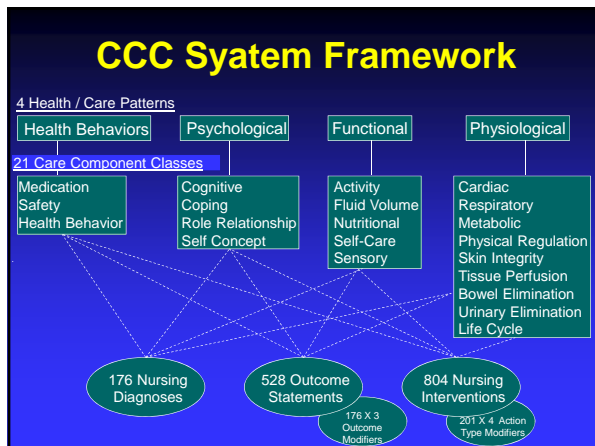 CCC Syatem Framework
4 Health / Care Patterns
Health Behaviors
Psychological
Functional
Physiological
21 Care Component Classes
Medication
Safety
Health Behavior
Cognitive
Coping
Role Relationship
Self Concept
Activity
Fluid Volume
Nutritional
Self-Care
Sensory
Cardiac
Respiratory
Metabolic
Physical Regulation
Skin Integrity
Tissue Perfusion
Bowel Elimination
Urinary Elimination
Life Cycle
176 Nursing
Diagnoses
528 Outcome
Statements
804 Nursing
Interventions
176 X 3
Outcome
Modifiers
201 X 4 Action
Type Modifiers